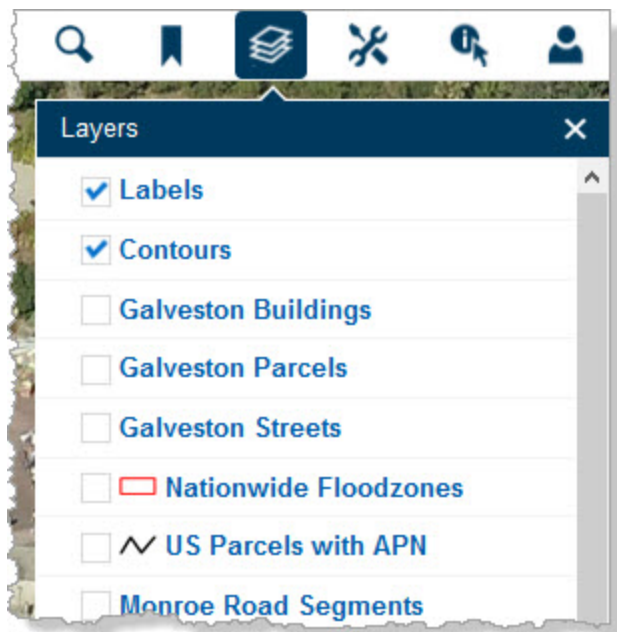 Layers
Labels
Contours
Galveston Buildings
Galveston Parcels
Galveston Streets
Nationwide Floodzones
US Parcels with APN
Monroe Road Segments